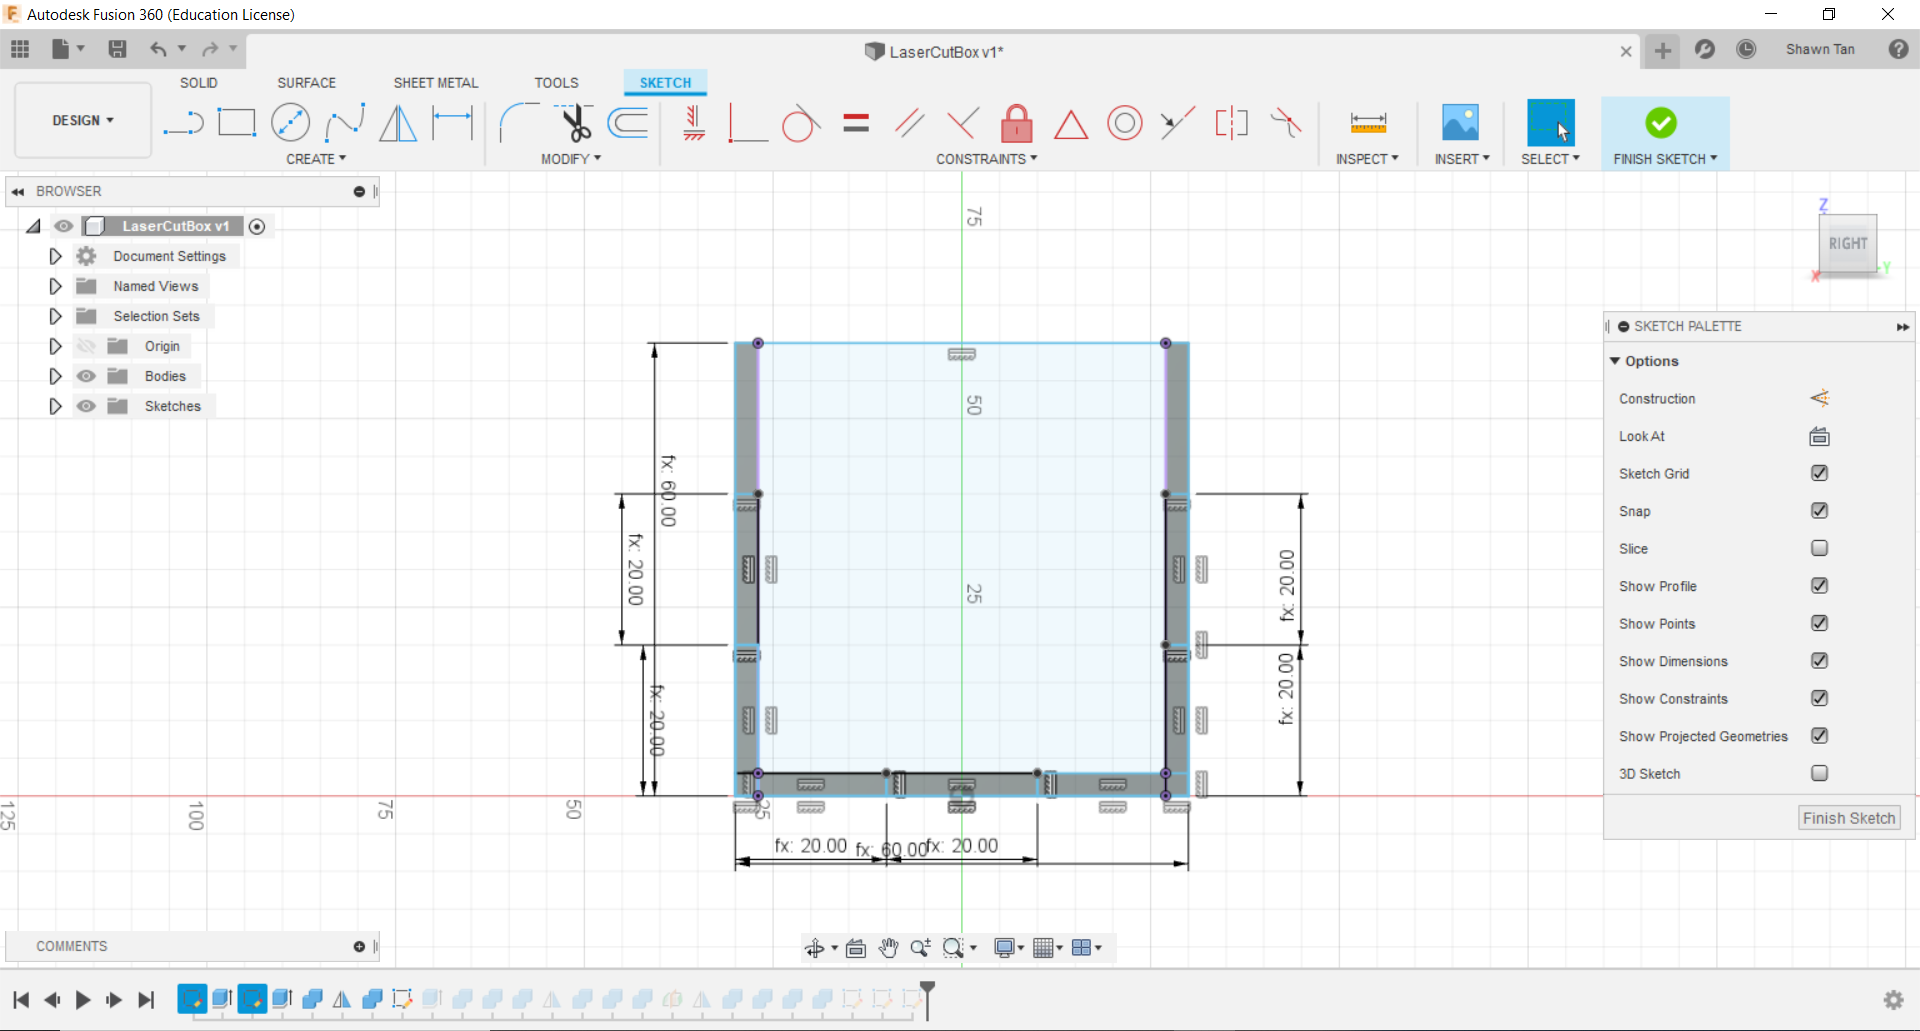 Autodesk Fusion 360 (Education License)
LaserCutBox v1*
Shawn Tan
SOLID
SURFACE
SHEET METAL
TOOLS
SKETCH
DESIGN
CREATE
MODIFY
CONSTRAINTS
INSPECT
INSERT
SELECT
FINISH SKETCH
BROWSER
LaserCutBox v1
Document Settings
Named Views
Selection Sets
Origin
Bodies
Sketches
75
50
25
fx: 60.00
fx: 20.00
fx: 20.00
fx: 20.00
fx: 20.00
125
100
75
50
25
fx: 20.00
fx: 60.00
fx: 20.00
Z
RIGHT
X
Y
SKETCH PALETTE
Options
Construction
Look At
Sketch Grid
Snap
Slice
Show Profile
Show Points
Show Dimensions
Show Constraints
Show Projected Geometries
3D Sketch
Finish Sketch
COMMENTS